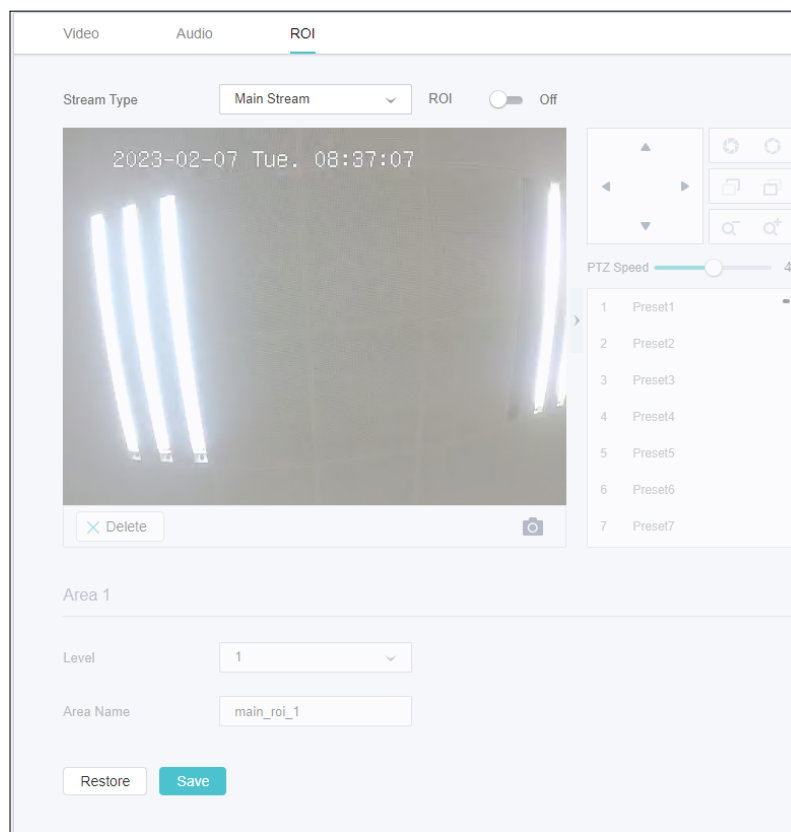 Video Audio ROI
Stream Type Main Stream ROI Off
2023-02-07 Tue. 08:37:07
PTZ Speed 4
1 Preset1
2 Preset2
3 Preset3
4 Preset4
5 Preset5
6 Preset6
7 Preset7
Delete
Area 1
Level 1
Area Name main_roi_1
Restore Save